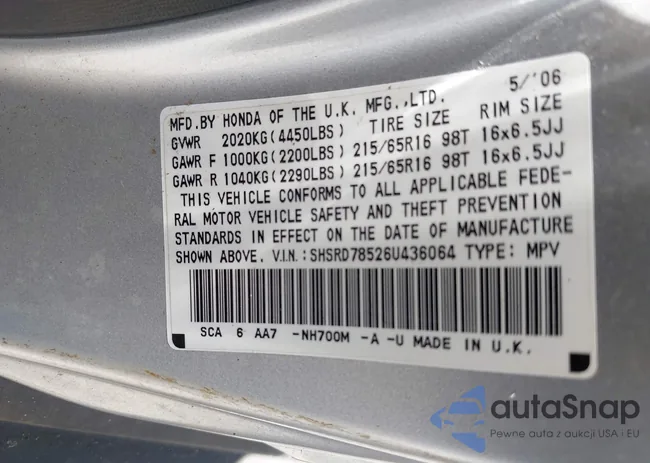 MFD.BY HONDA OF THE U.K. MFG.,LTD. 5/'06
GVWR 2020KG(4450LBS) TIRE SIZE RIM SIZE
GAWR F 1000KG(2200LBS) 215/65R16 98T 16x6.5JJ
GAWR R 1040KG(2290LBS) 215/65R16 98T 16x6.5JJ
THIS VEHICLE CONFORMS TO ALL APPLICABLE FEDE-
RAL MOTOR VEHICLE SAFETY AND THEFT PREVENTION
STANDARDS IN EFFECT ON THE DATE OF MANUFACTURE
SHOWN ABOVE. V.I.N.:SHSRD78526U436064 TYPE: MPV
SCA 6 AA7 -NH700M -A -U MADE IN U.K.
autaSnap
Pewne auta z aukcji USA i EU